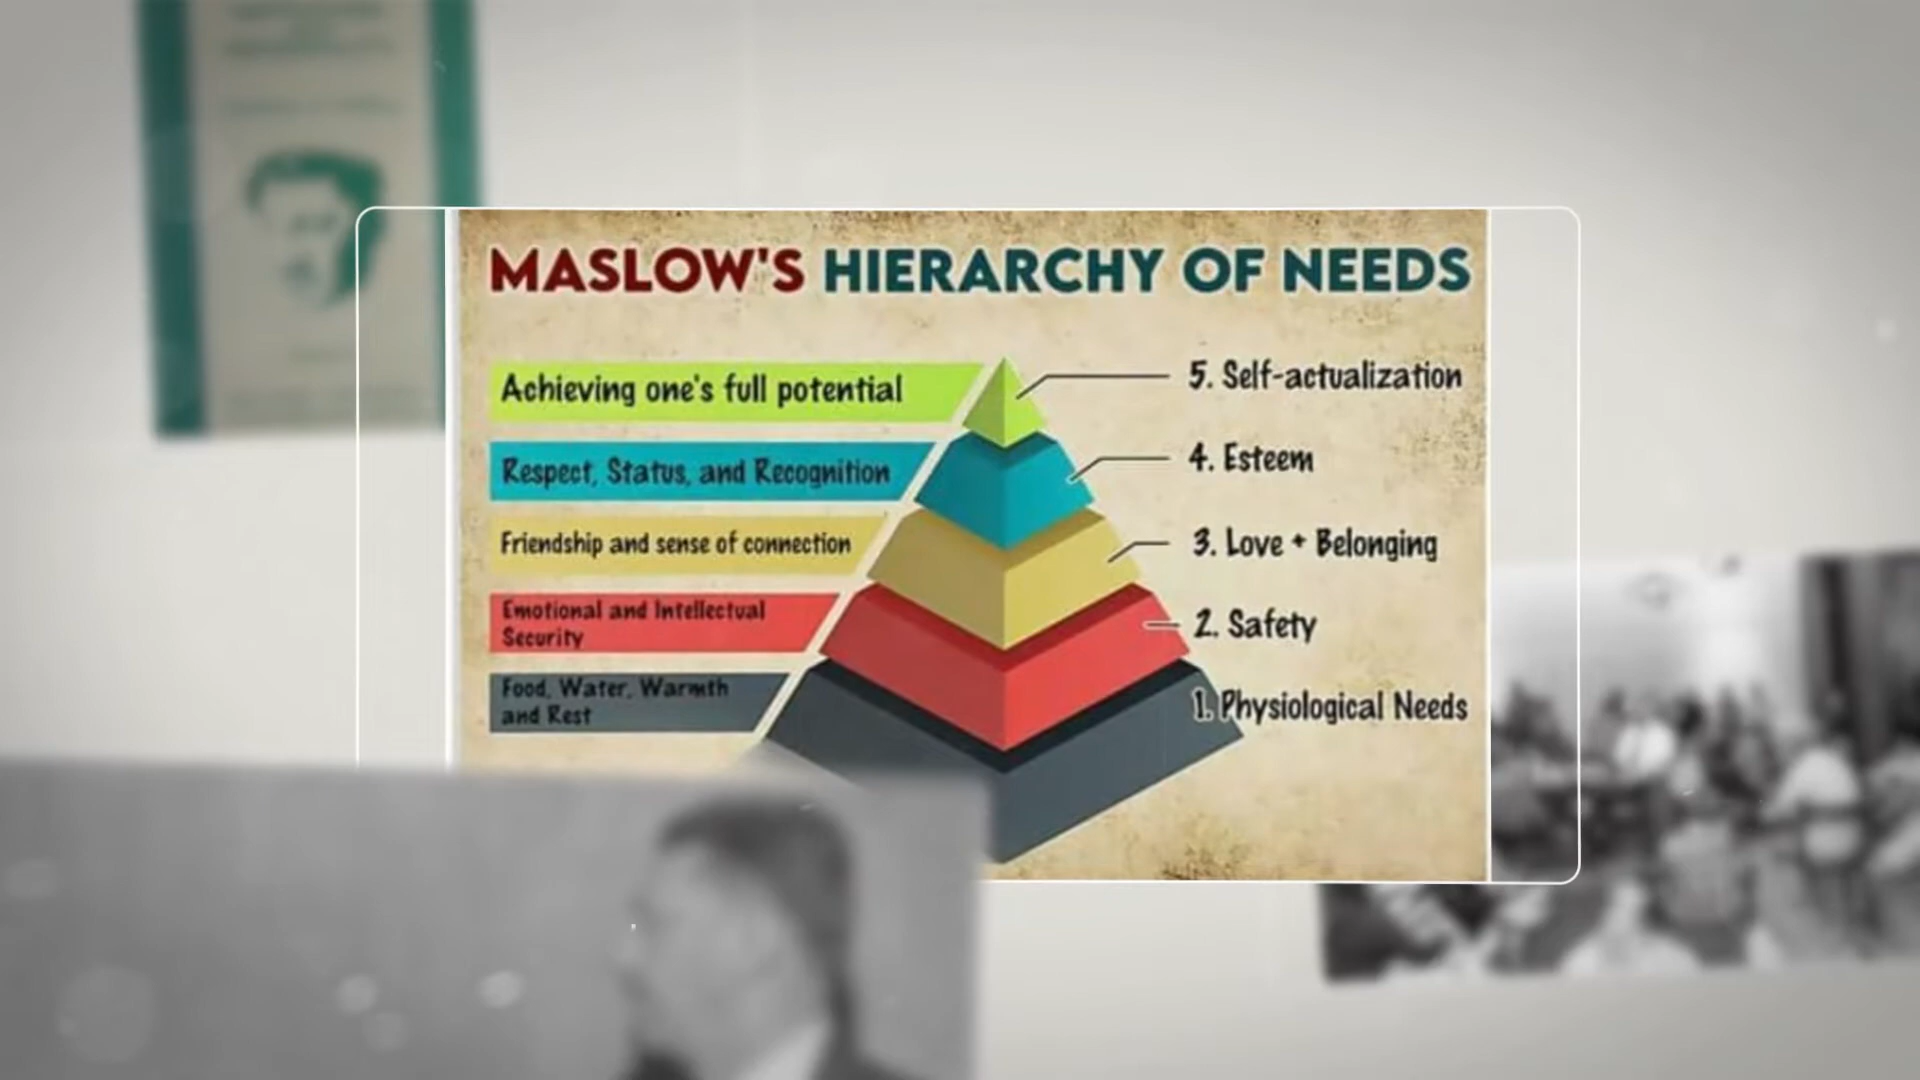 MASLOW'S HIERARCHY OF NEEDS
Achieving one's full potential
5. Self-actualization
Respect, Status, and Recognition
4. Esteem
Friendship and sense of connection
3. Love + Belonging
Emotional and Intellectual
Security
2. Safety
Food, Water, Warmth
and Rest
1. Physiological Needs